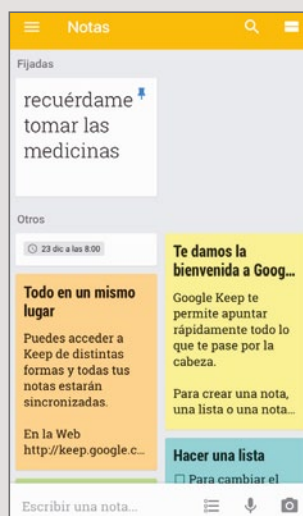 Notas
Fijadas
recuérdame
tomar las
medicinas
Otros
23 dic a las 8:00
Todo en un mismo
lugar
Puedes acceder a
Keep de distintas
formas y todas tus
notas estarán
sincronizadas.
En la Web
http://keep.google.c...
Te damos la
bienvenida a Goog...
Google Keep te
permite apuntar
rápidamente todo lo
que te pase por la
cabeza.
Para crear una nota,
una lista o una nota...
Hacer una lista
Para cambiar el
Escribir una nota...